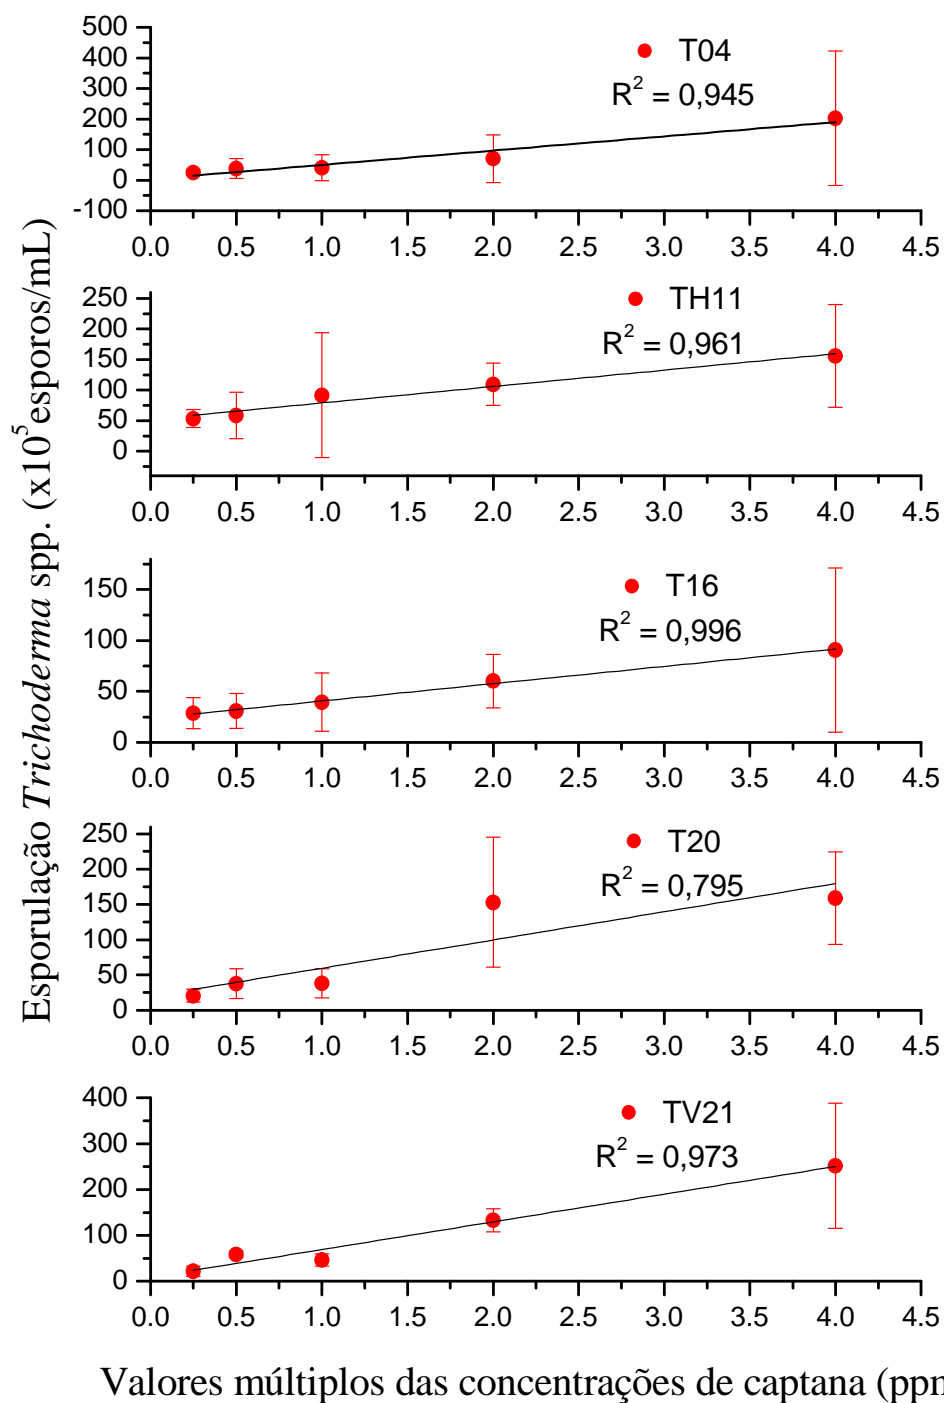 500
T04
400
R² = 0,945
300
200
100
0
-100
0.0 0.5 1.0 1.5 2.0 2.5 3.0 3.5 4.0 4.5
250
TH11
200
R² = 0,961
150
100
50
0
0.0 0.5 1.0 1.5 2.0 2.5 3.0 3.5 4.0 4.5
T16
150
R² = 0,996
100
50
0
0.0 0.5 1.0 1.5 2.0 2.5 3.0 3.5 4.0 4.5
250
T20
200
R² = 0,795
150
100
50
0
0.0 0.5 1.0 1.5 2.0 2.5 3.0 3.5 4.0 4.5
400
TV21
300
R² = 0,973
200
100
0
0.0 0.5 1.0 1.5 2.0 2.5 3.0 3.5 4.0 4.5
Esporulação Trichoderma spp. (x10⁵ esporos/mL)
Valores múltiplos das concentrações de captana